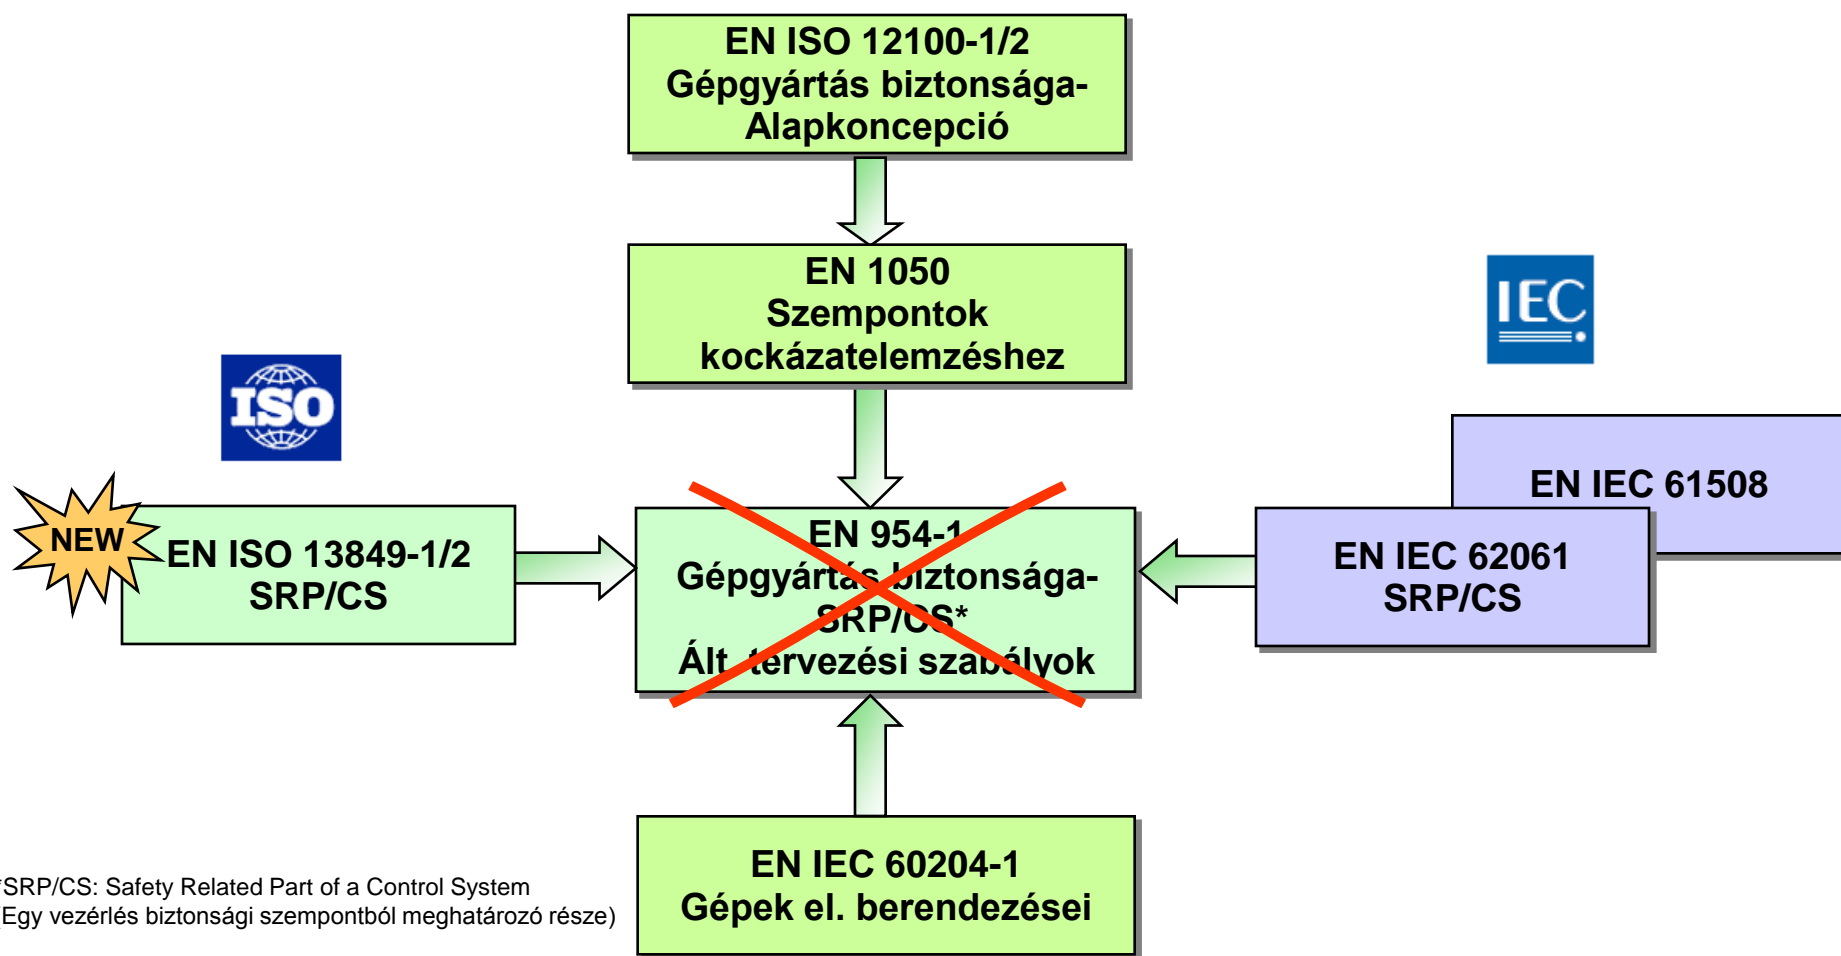 EN ISO 12100-1/2
Gépgyártás biztonsága-
Alapkoncepció
EN 1050
Szempontok
kockázatelemzéshez
IEC
ISO
EN IEC 61508
NEW
EN ISO 13849-1/2
SRP/CS
EN 954-1
Gépgyártás biztonsága-
SRP/CS*
Ált. tervezési szabályok
EN IEC 62061
SRP/CS
EN IEC 60204-1
Gépek el. berendezései
*SRP/CS: Safety Related Part of a Control System
(Egy vezérlés biztonsági szempontból meghatározó része)